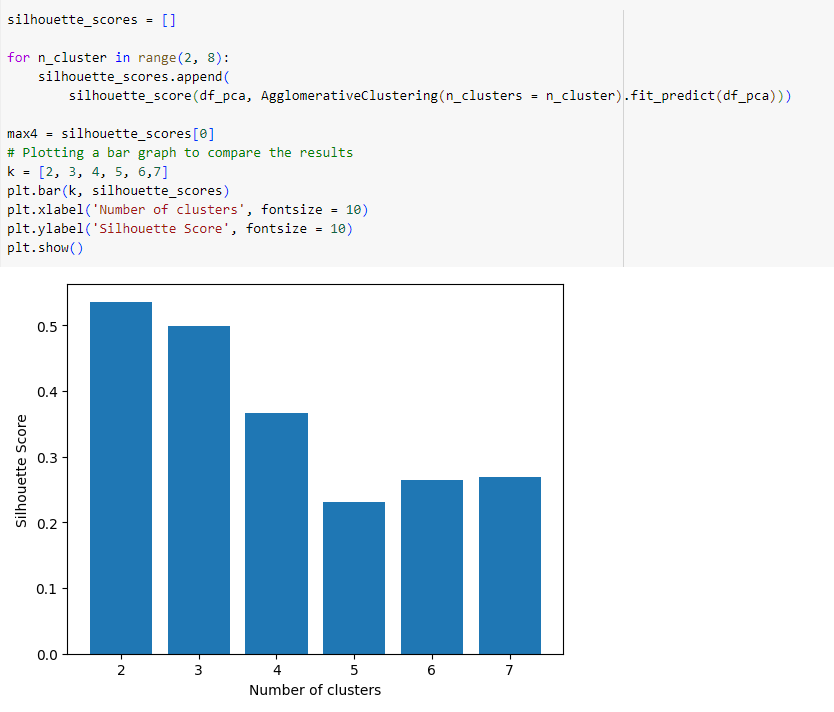 silhouette_scores = []
for n_cluster in range(2, 8):
    silhouette_scores.append(
        silhouette_score(df_pca, AgglomerativeClustering(n_clusters = n_cluster).fit_predict(df_pca)))
max4 = silhouette_scores[0]
# Plotting a bar graph to compare the results
k = [2, 3, 4, 5, 6,7]
plt.bar(k, silhouette_scores)
plt.xlabel('Number of clusters', fontsize = 10)
plt.ylabel('Silhouette Score', fontsize = 10)
plt.show()
0.5
0.4
0.3
0.2
0.1
0.0
Silhouette Score
2 3 4 5 6 7
Number of clusters